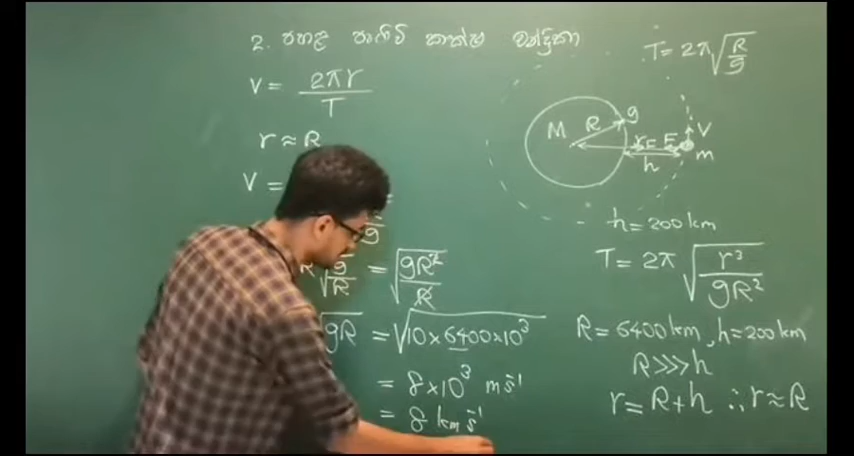 2. පහළ පෘථිවි කාක්ෂ චන්ද්‍රිකා
V = 2πr / T
r ≈ R
V =
g
R √(g/R) = √(gR²/R)
√gR = √(10×6400×10³)
= 8×10³ ms⁻¹
= 8 km s⁻¹
T = 2π √(R/g)
M R g
r F V
h m
h = 200 km
T = 2π √(r³/gR²)
R = 6400 km, h = 200 km
R >>> h
r = R+h ∴ r ≈ R